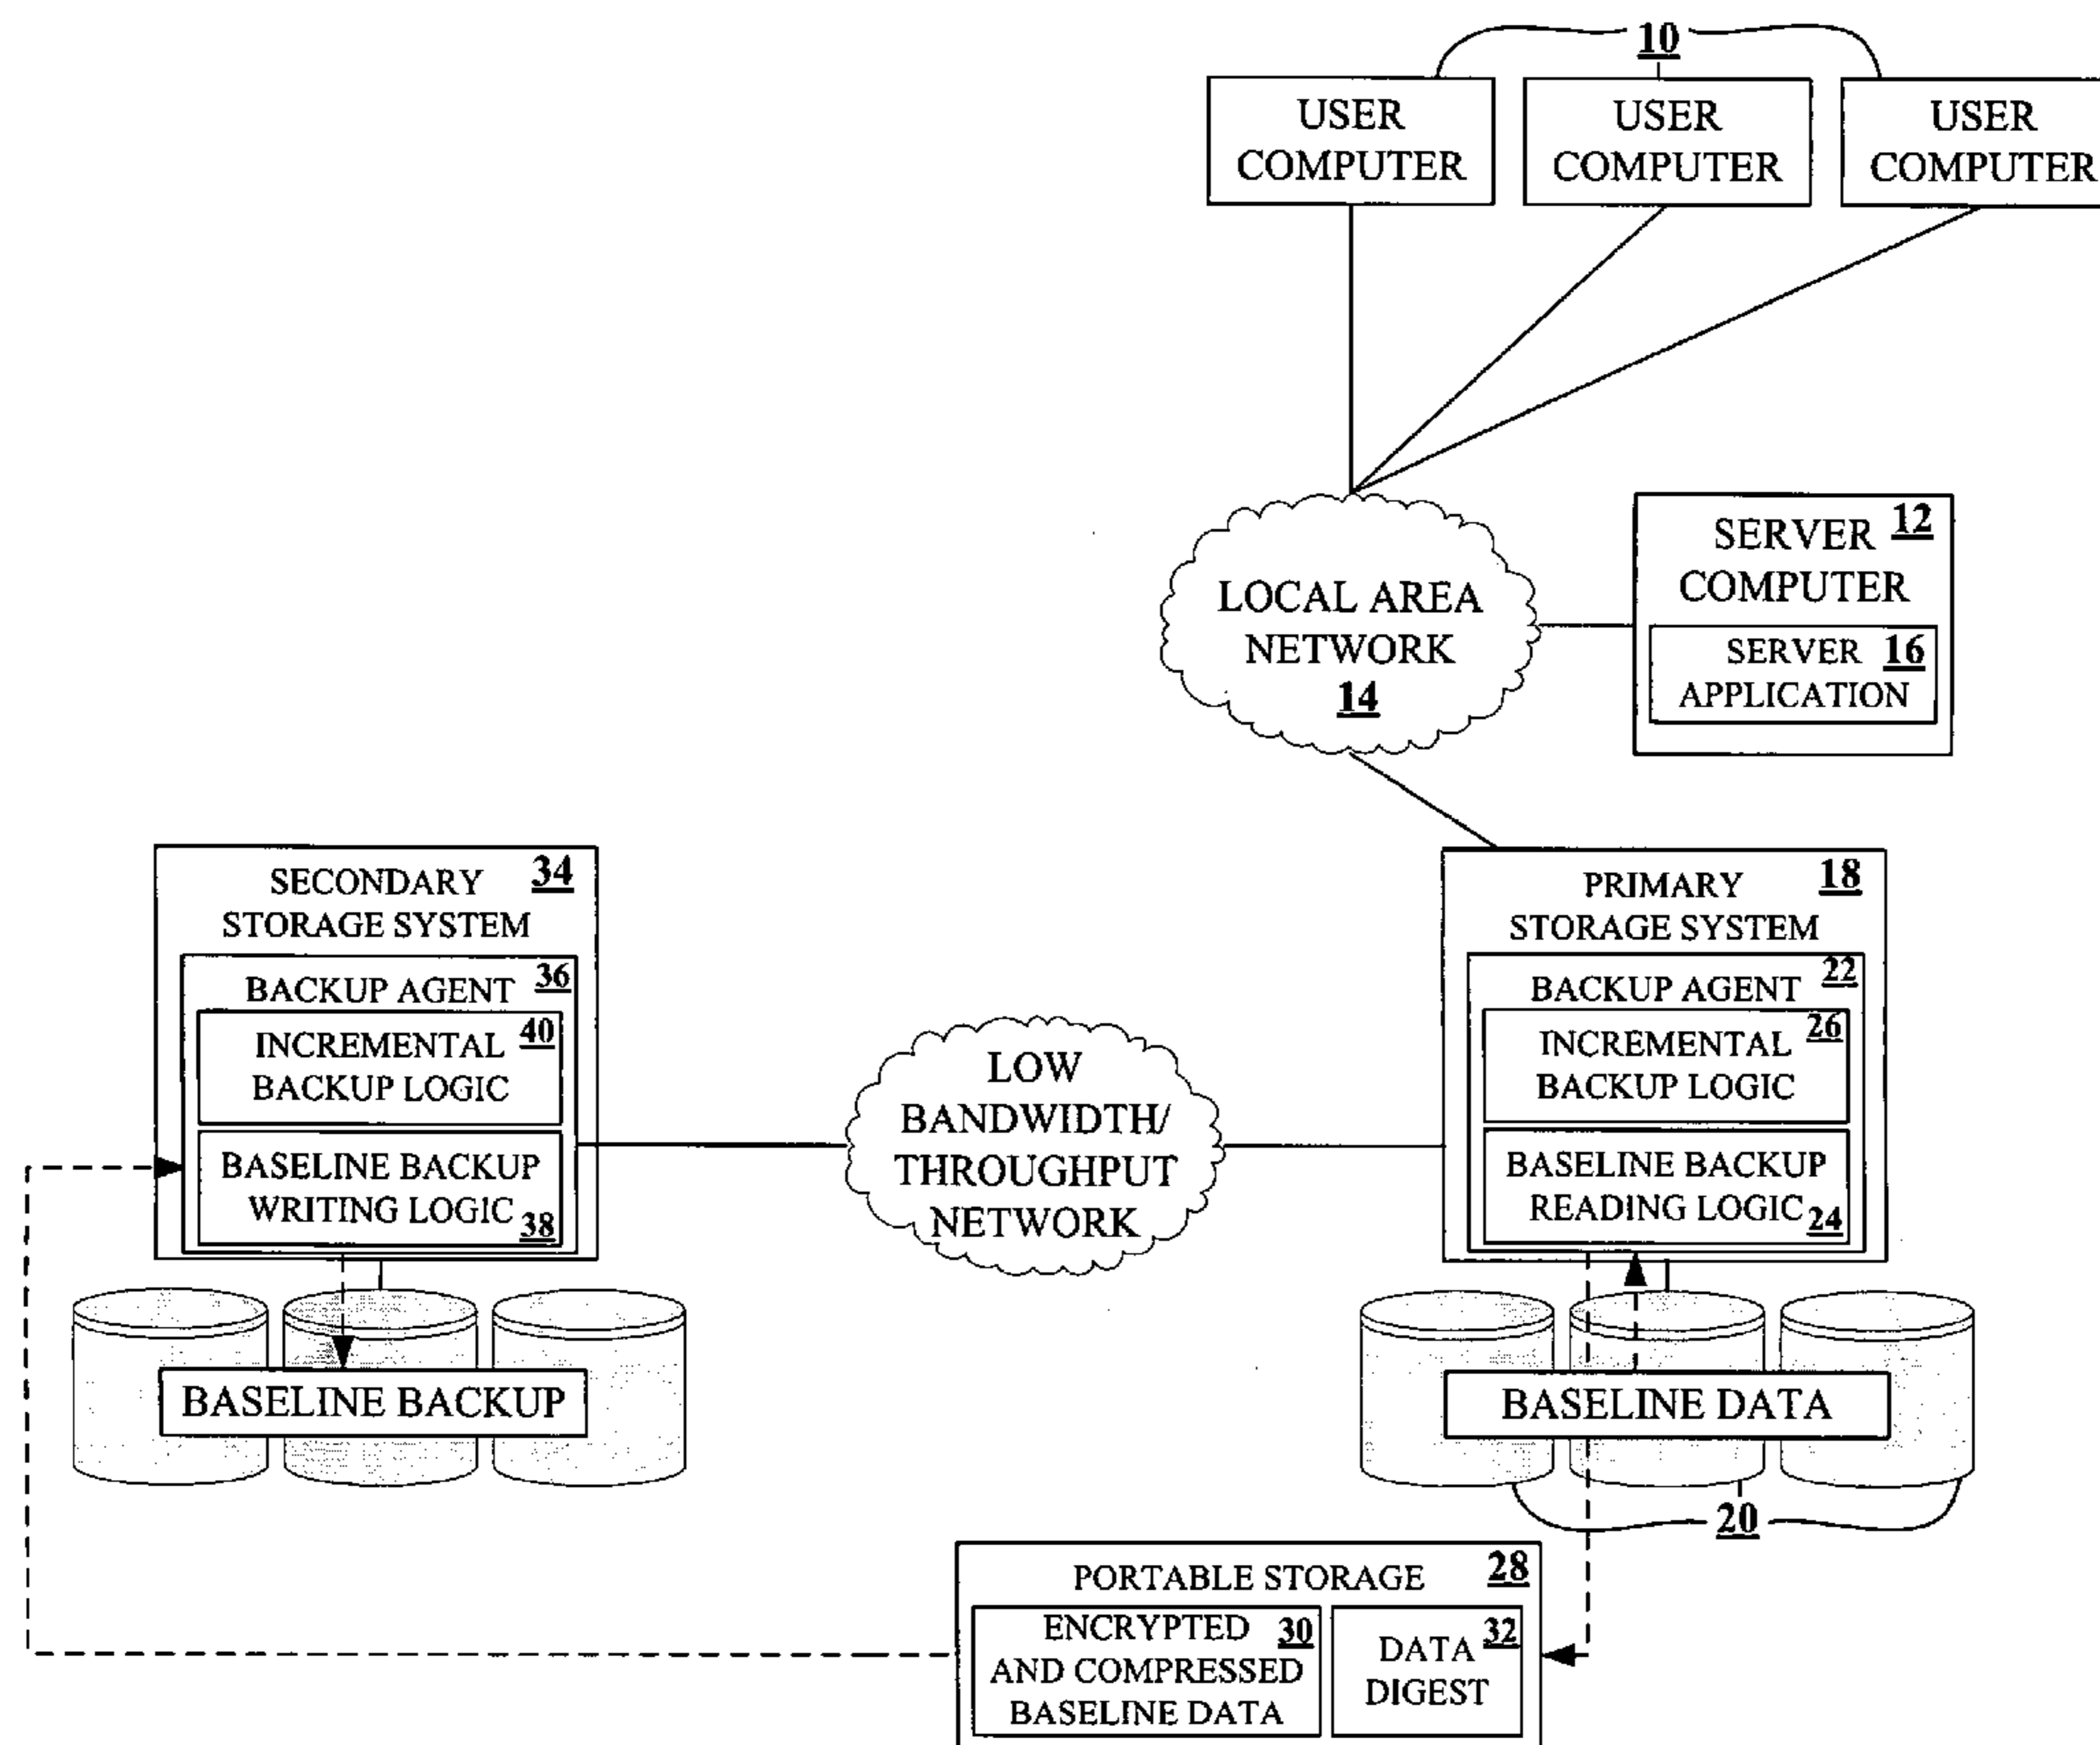 10
USER
COMPUTER
USER
COMPUTER
USER
COMPUTER
LOCAL AREA
NETWORK
14
SERVER 12
COMPUTER
SERVER 16
APPLICATION
SECONDARY 34
STORAGE SYSTEM
BACKUP AGENT 36
INCREMENTAL 40
BACKUP LOGIC
BASELINE BACKUP
WRITING LOGIC 38
BASELINE BACKUP
LOW
BANDWIDTH/
THROUGHPUT
NETWORK
PRIMARY 18
STORAGE SYSTEM
BACKUP AGENT 22
INCREMENTAL 26
BACKUP LOGIC
BASELINE BACKUP
READING LOGIC 24
BASELINE DATA
20
PORTABLE STORAGE 28
ENCRYPTED 30
AND COMPRESSED
BASELINE DATA
DATA 32
DIGEST